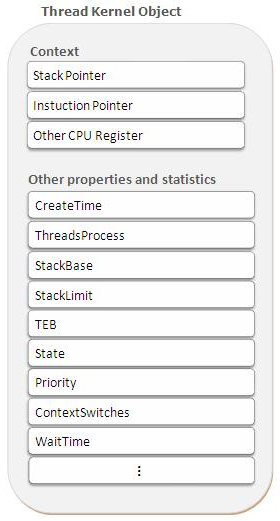 Thread Kernel Object
Context
Stack Pointer
Instuction Pointer
Other CPU Register
Other properties and statistics
CreateTime
ThreadsProcess
StackBase
StackLimit
TEB
State
Priority
ContextSwitches
WaitTime
⋮